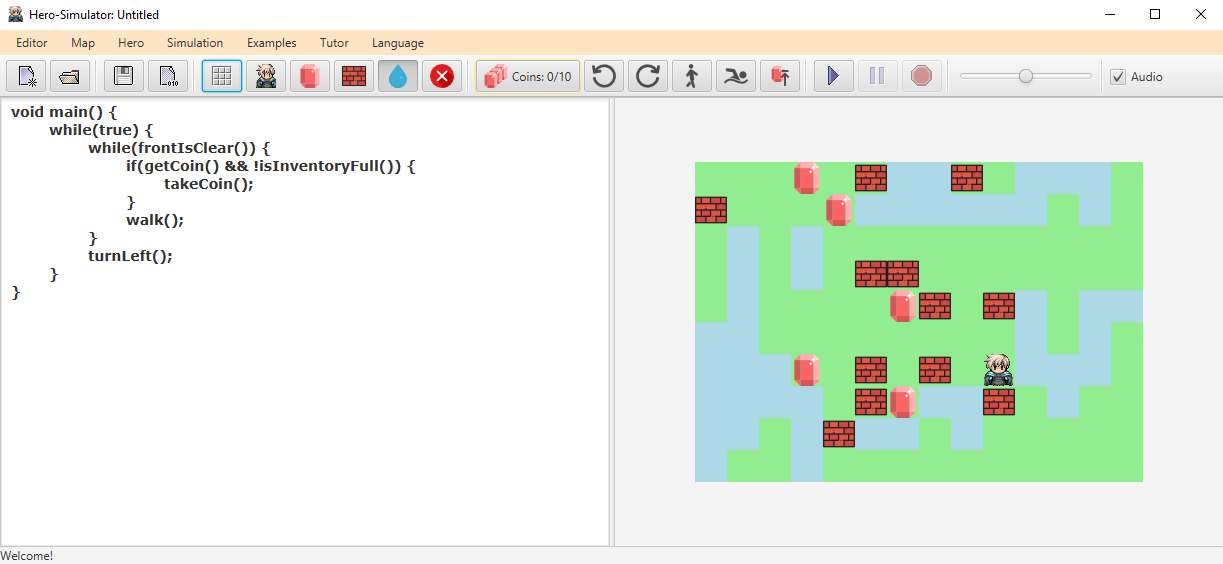 Hero-Simulator: Untitled
Editor Map Hero Simulation Examples Tutor Language
010 Coins: 0/10 Audio
void main() {
while(true) {
while(frontIsClear()) {
if(getCoin() && !isInventoryFull()) {
takeCoin();
}
walk();
}
turnLeft();
}
}
Welcome!